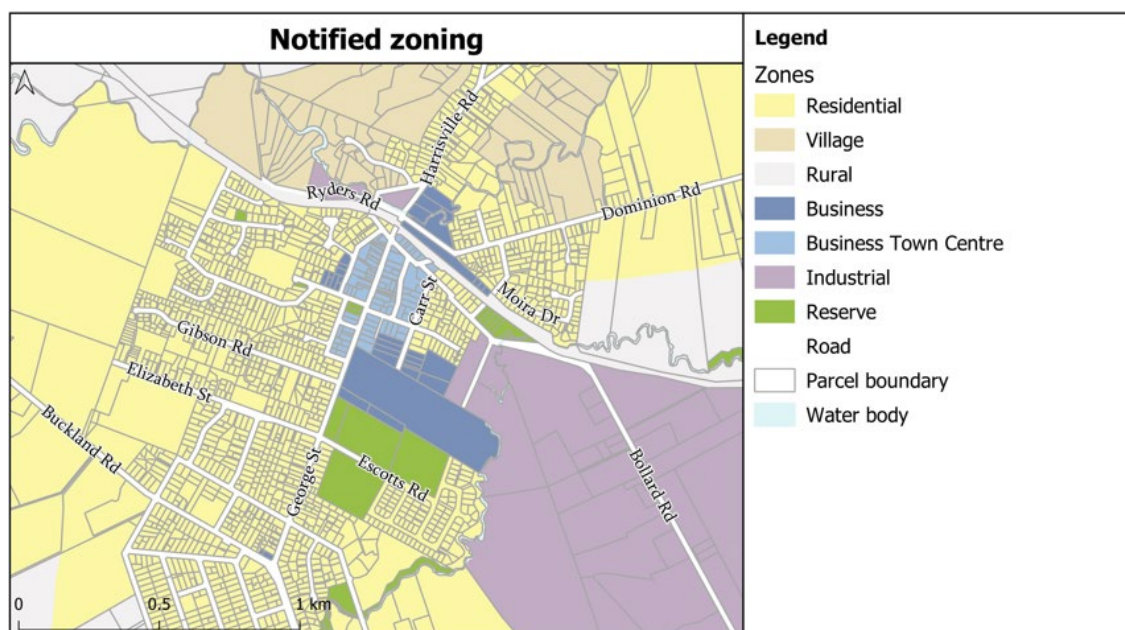 Notified zoning
Legend
Zones
Residential
Village
Rural
Business
Business Town Centre
Industrial
Reserve
Road
Parcel boundary
Water body
Harrisville Rd
Ryders Rd
Dominion Rd
Carr St
Moira Dr
Gibson Rd
Elizabeth St
Buckland Rd
George St
Escotts Rd
Bollard Rd
0 0.5 1 km